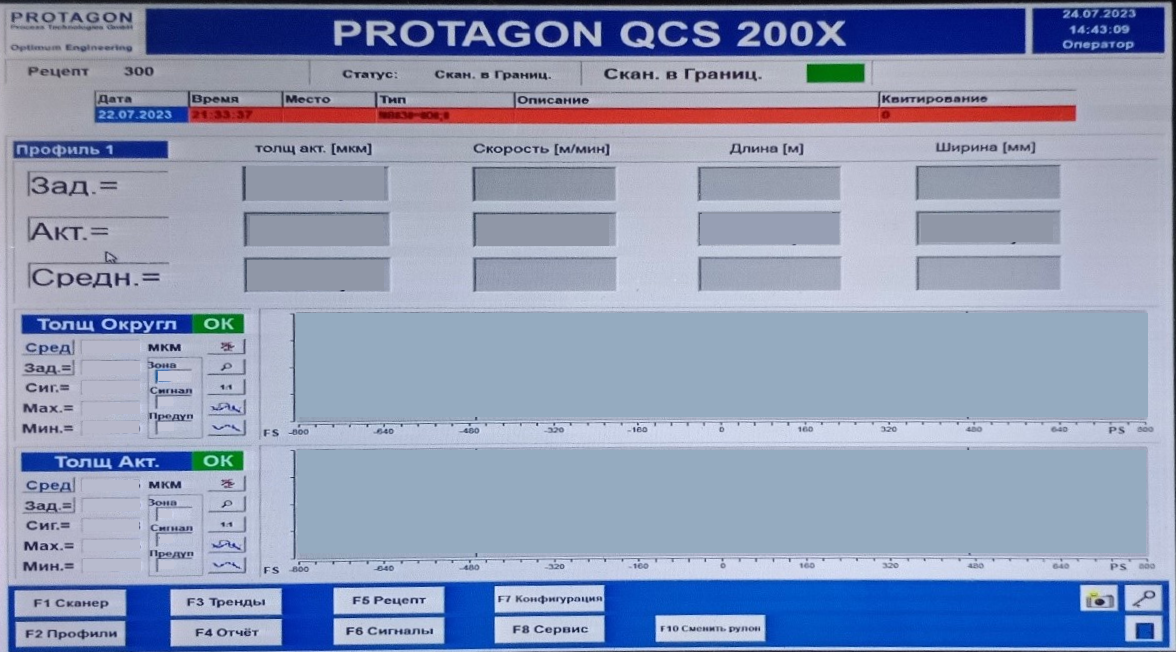 PROTAGON
Process Technologies GmbH
Optimum Engineering
PROTAGON QCS 200X
24.07.2023
14:43:09
Оператор
Рецепт 300 Статус: Скан. в Границ. Скан. в Границ.
Дата Время Место Тип Описание Квитирование
22.07.2023 21:33:37 0
Профиль 1 толщ акт. [мкм] Скорость [м/мин] Длина [м] Ширина [мм]
Зад.=
Акт.=
Средн.=
Толщ Округл OK
Сред мкм
Зад.= Зона
Сиг.= Сигнал 1:1
Мах.= Предуп
Мин.=
FS -800 -640 -480 -320 -160 0 160 320 480 640 PS 800
Толщ Акт. OK
Сред мкм
Зад.= Зона
Сиг.= Сигнал 1:1
Мах.= Предуп
Мин.=
FS -800 -640 -480 -320 -160 0 160 320 480 640 PS 800
F1 Сканер F3 Тренды F5 Рецепт F7 Конфигурация
F2 Профили F4 Отчёт F6 Сигналы F8 Сервис F10 Сменить рулон